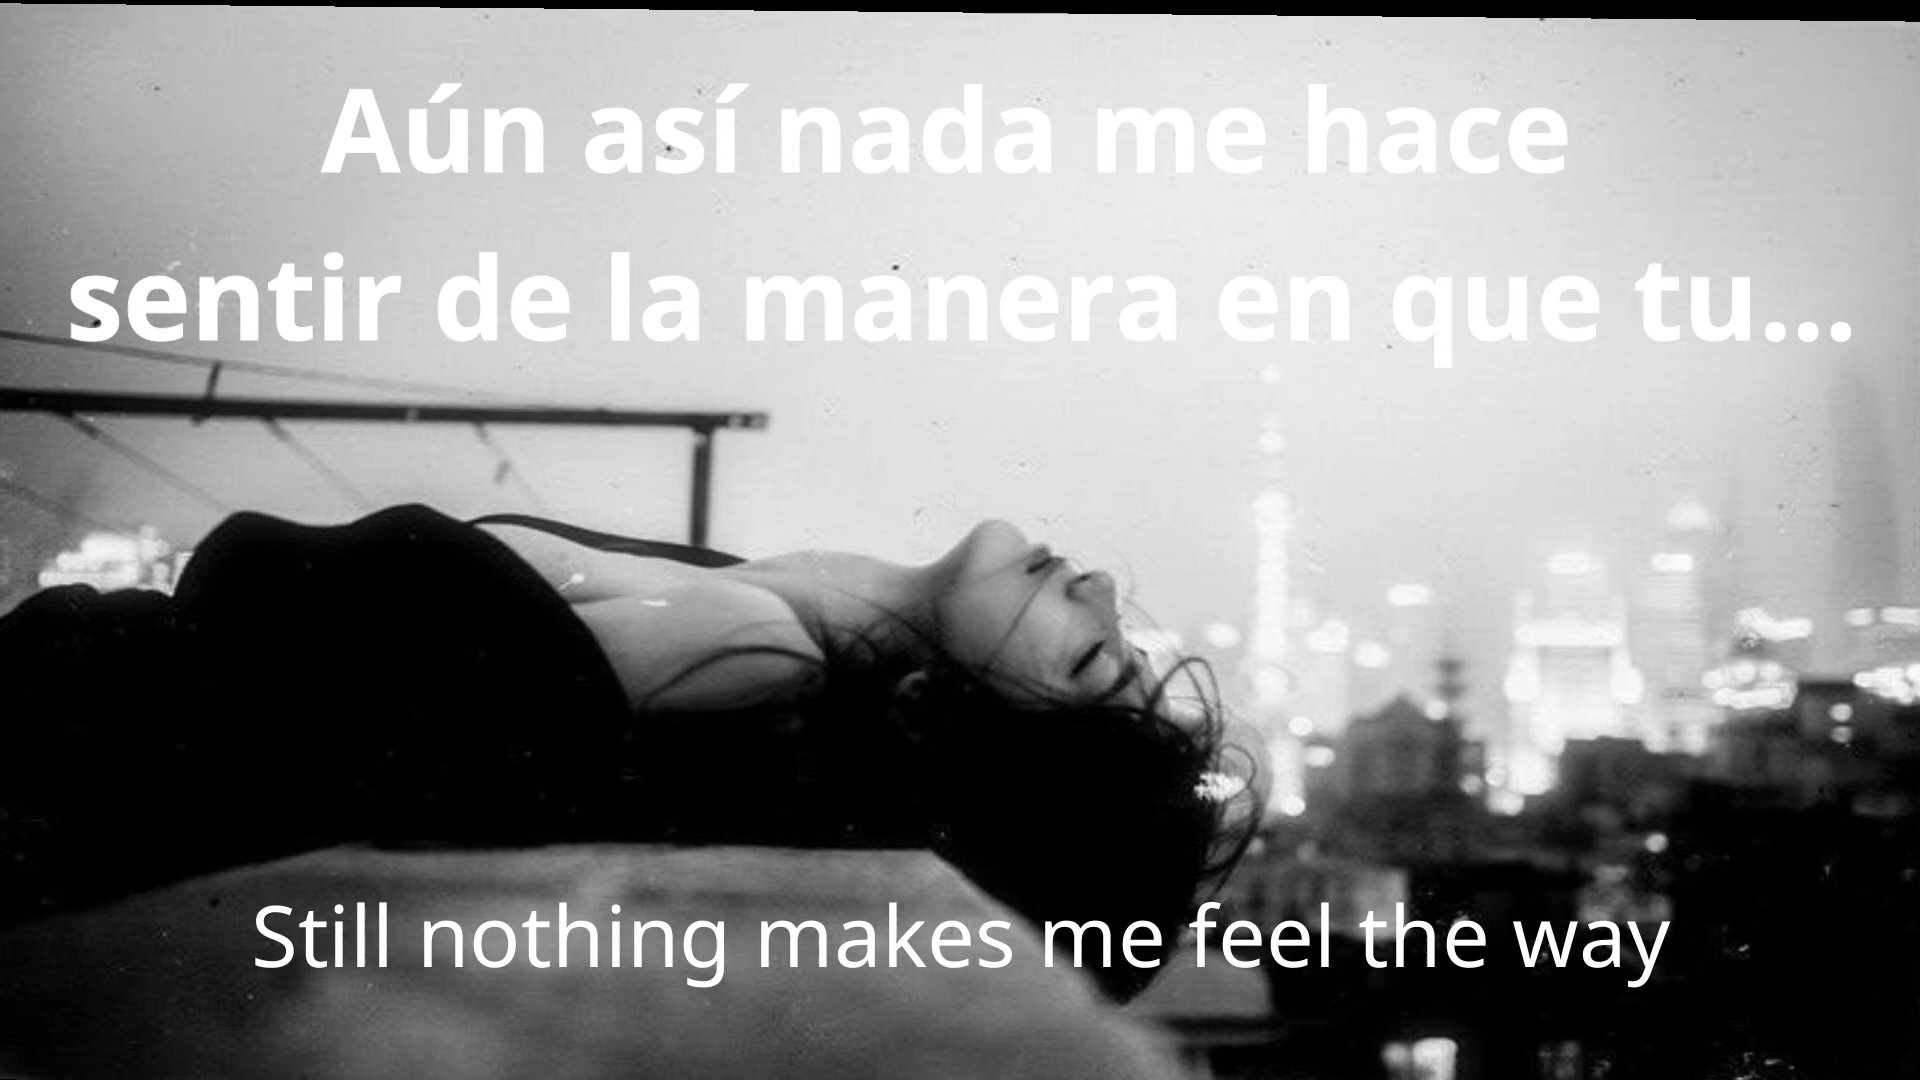 Aún así nada me hace
sentir de la manera en que tu...
Still nothing makes me feel the way